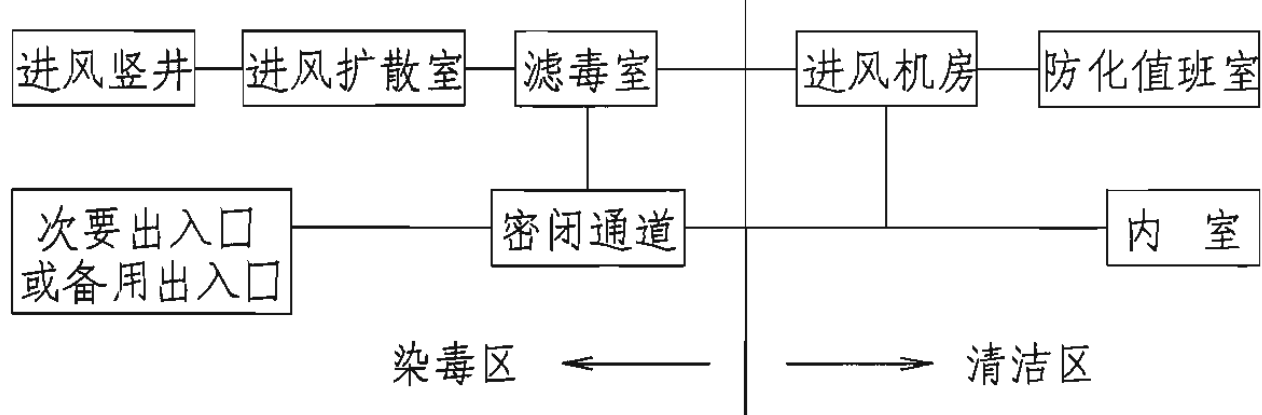 进风竖井
进风扩散室
滤毒室
进风机房
防化值班室
次要出入口
或备用出入口
密闭通道
内 室
染毒区
清洁区